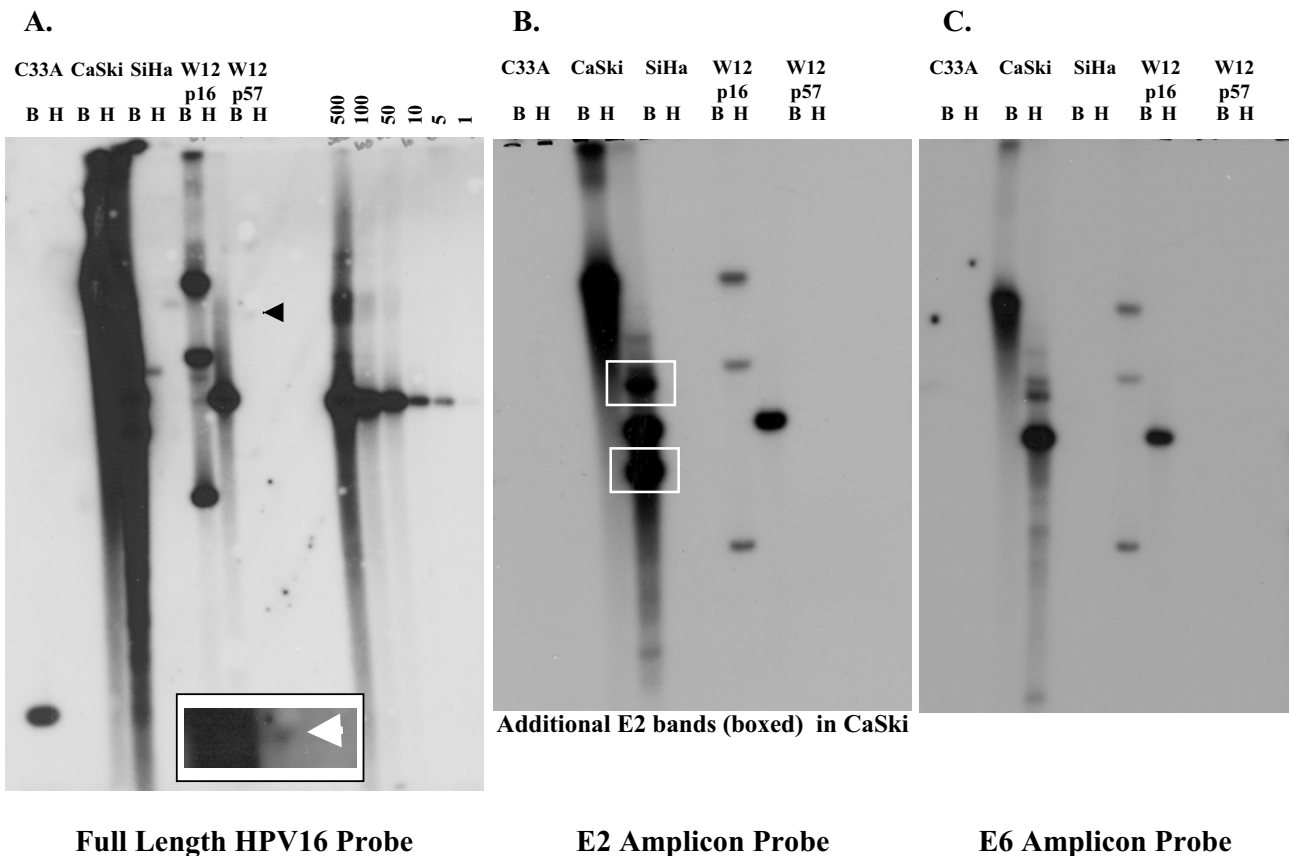 A.
C33A CaSki SiHa W12 W12
p16 p57
B H B H B H B H B H
500 100 50 10 5 1
B.
C33A CaSki SiHa W12 W12
p16 p57
B H B H B H B H B H
Additional E2 bands (boxed) in CaSki
C.
C33A CaSki SiHa W12 W12
p16 p57
B H B H B H B H B H
Full Length HPV16 Probe
E2 Amplicon Probe
E6 Amplicon Probe